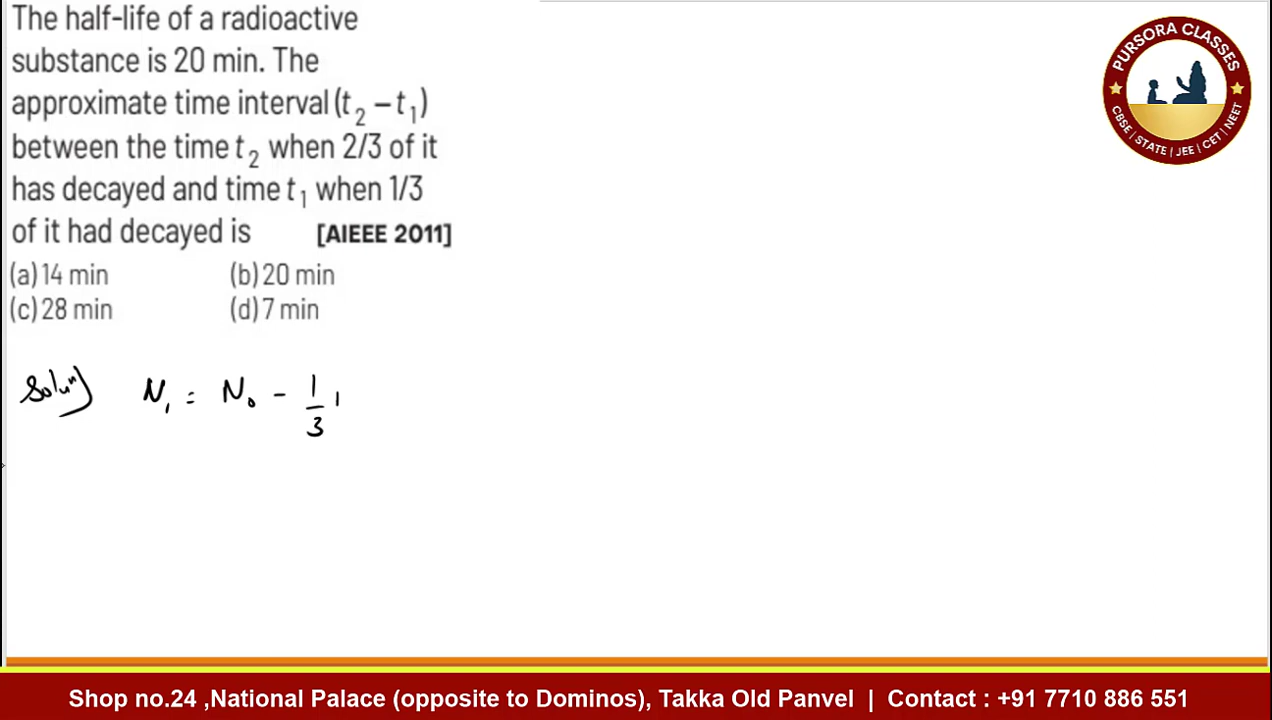 The half-life of a radioactive
substance is 20 min. The
approximate time interval (t₂ – t₁)
between the time t₂ when 2/3 of it
has decayed and time t₁ when 1/3
of it had decayed is [AIEEE 2011]
(a) 14 min (b) 20 min
(c) 28 min (d) 7 min
Soluⁿ) N₁ = N₀ - 1/3
PURSORA CLASSES
CBSE | STATE | JEE | CET | NEET
Shop no.24 ,National Palace (opposite to Dominos), Takka Old Panvel | Contact : +91 7710 886 551